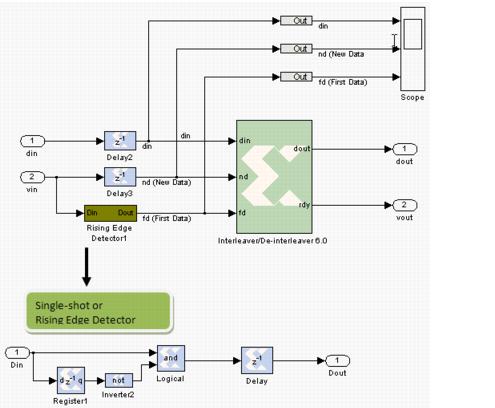 Out
din
Out
nd (New Data
Out
fd (First Data)
Scope
1
din
z⁻¹
Delay2
din
din
din
dout
1
dout
2
vin
z⁻¹
Delay3
nd (New Data)
nd
Din Dout
Rising Edge
Detector1
fd (First Data)
fd
rdy
2
vout
Interleaver/De-interleaver 6.0
Single-shot or
Rising Edge Detector
1
Din
d z⁻¹ q
Register1
not
Inverter2
and
Logical
z⁻¹
Delay
1
Dout